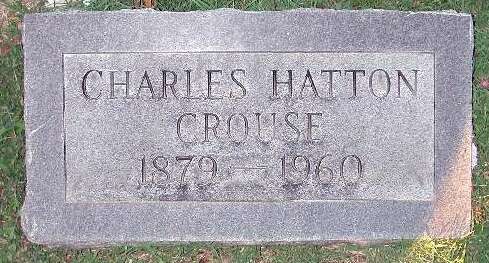 CHARLES HATTON
CROUSE
1879 — 1960